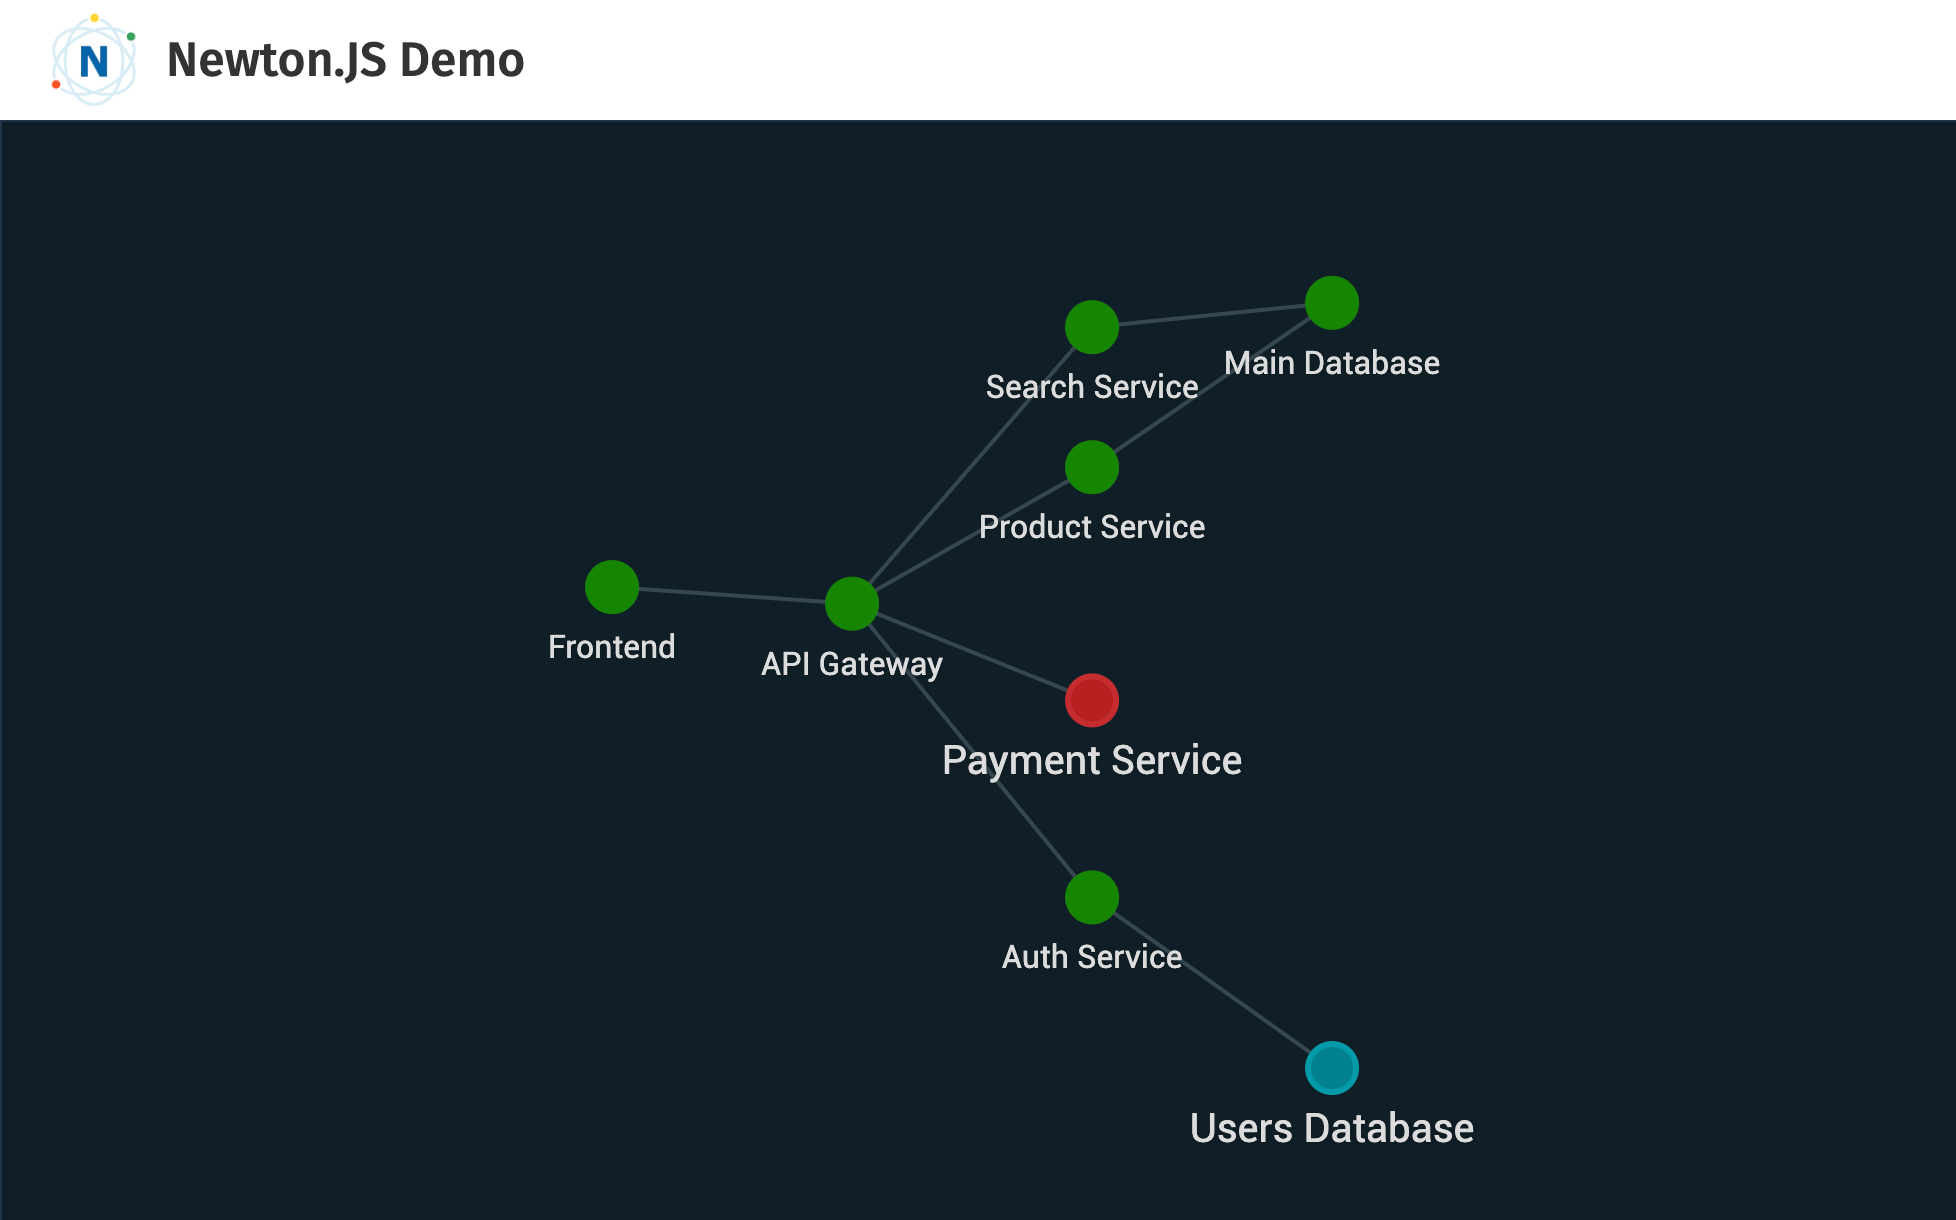 N
Newton.JS Demo
Search Service
Main Database
Product Service
Frontend
API Gateway
Payment Service
Auth Service
Users Database